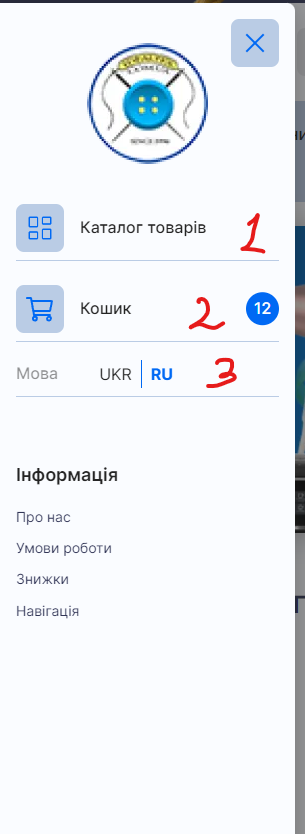 Каталог товарів 1
Кошик 2 12
Мова UKR RU 3
Інформація
Про нас
Умови роботи
Знижки
Навігація